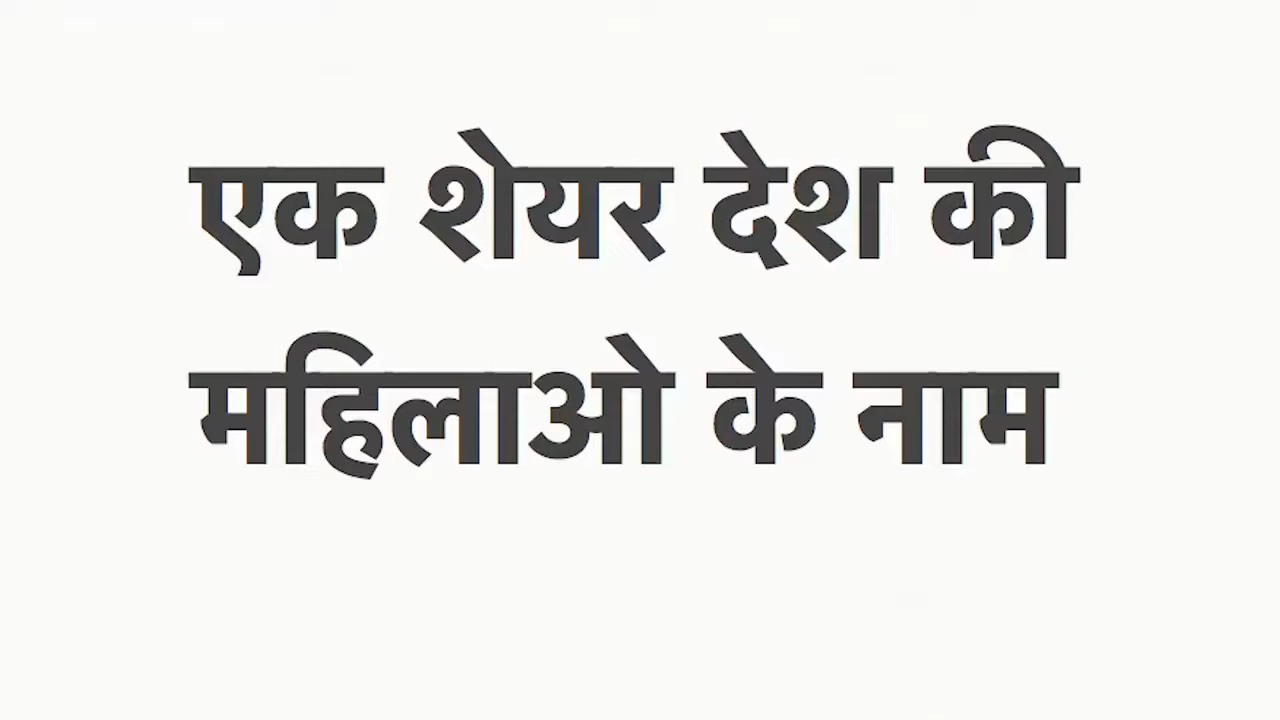 एक शेयर देश की
महिलाओ के नाम